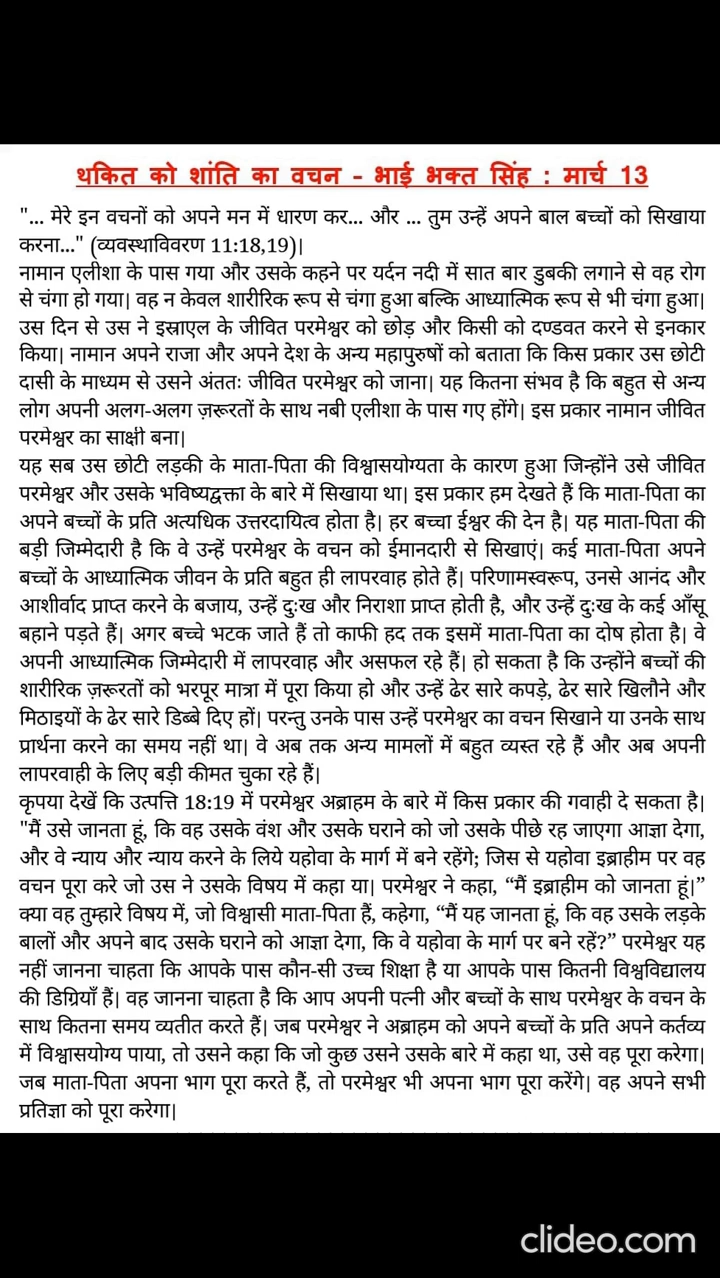 थकित को शांति का वचन - भाई भक्त सिंह : मार्च 13
"... मेरे इन वचनों को अपने मन में धारण कर... और ... तुम उन्हें अपने बाल बच्चों को सिखाया
करना..." (व्यवस्थाविवरण 11:18,19)|
नामान एलीशा के पास गया और उसके कहने पर यर्दन नदी में सात बार डुबकी लगाने से वह रोग
से चंगा हो गया| वह न केवल शारीरिक रूप से चंगा हुआ बल्कि आध्यात्मिक रूप से भी चंगा हुआ|
उस दिन से उस ने इस्राएल के जीवित परमेश्वर को छोड़ और किसी को दण्डवत करने से इनकार
किया| नामान अपने राजा और अपने देश के अन्य महापुरुषों को बताता कि किस प्रकार उस छोटी
दासी के माध्यम से उसने अंततः जीवित परमेश्वर को जाना| यह कितना संभव है कि बहुत से अन्य
लोग अपनी अलग-अलग ज़रूरतों के साथ नबी एलीशा के पास गए होंगे| इस प्रकार नामान जीवित
परमेश्वर का साक्षी बना|
यह सब उस छोटी लड़की के माता-पिता की विश्वासयोग्यता के कारण हुआ जिन्होंने उसे जीवित
परमेश्वर और उसके भविष्यद्वक्ता के बारे में सिखाया था| इस प्रकार हम देखते हैं कि माता-पिता का
अपने बच्चों के प्रति अत्यधिक उत्तरदायित्व होता है| हर बच्चा ईश्वर की देन है| यह माता-पिता की
बड़ी जिम्मेदारी है कि वे उन्हें परमेश्वर के वचन को ईमानदारी से सिखाएं| कई माता-पिता अपने
बच्चों के आध्यात्मिक जीवन के प्रति बहुत ही लापरवाह होते हैं| परिणामस्वरूप, उनसे आनंद और
आशीर्वाद प्राप्त करने के बजाय, उन्हें दुःख और निराशा प्राप्त होती है, और उन्हें दुःख के कई आँसू
बहाने पड़ते हैं| अगर बच्चे भटक जाते हैं तो काफी हद तक इसमें माता-पिता का दोष होता है| वे
अपनी आध्यात्मिक जिम्मेदारी में लापरवाह और असफल रहे हैं| हो सकता है कि उन्होंने बच्चों की
शारीरिक ज़रूरतों को भरपूर मात्रा में पूरा किया हो और उन्हें ढेर सारे कपड़े, ढेर सारे खिलौने और
मिठाइयों के ढेर सारे डिब्बे दिए हों| परन्तु उनके पास उन्हें परमेश्वर का वचन सिखाने या उनके साथ
प्रार्थना करने का समय नहीं था| वे अब तक अन्य मामलों में बहुत व्यस्त रहे हैं और अब अपनी
लापरवाही के लिए बड़ी कीमत चुका रहे हैं|
कृपया देखें कि उत्पत्ति 18:19 में परमेश्वर अब्राहम के बारे में किस प्रकार की गवाही दे सकता है|
"मैं उसे जानता हूं, कि वह उसके वंश और उसके घराने को जो उसके पीछे रह जाएगा आज्ञा देगा,
और वे न्याय और न्याय करने के लिये यहोवा के मार्ग में बने रहेंगे; जिस से यहोवा इब्राहीम पर वह
वचन पूरा करे जो उस ने उसके विषय में कहा या| परमेश्वर ने कहा, “मैं इब्राहीम को जानता हूं|”
क्या वह तुम्हारे विषय में, जो विश्वासी माता-पिता हैं, कहेगा, “मैं यह जानता हूं, कि वह उसके लड़के
बालों और अपने बाद उसके घराने को आज्ञा देगा, कि वे यहोवा के मार्ग पर बने रहें?” परमेश्वर यह
नहीं जानना चाहता कि आपके पास कौन-सी उच्च शिक्षा है या आपके पास कितनी विश्वविद्यालय
की डिग्रियाँ हैं| वह जानना चाहता है कि आप अपनी पत्नी और बच्चों के साथ परमेश्वर के वचन के
साथ कितना समय व्यतीत करते हैं| जब परमेश्वर ने अब्राहम को अपने बच्चों के प्रति अपने कर्तव्य
में विश्वासयोग्य पाया, तो उसने कहा कि जो कुछ उसने उसके बारे में कहा था, उसे वह पूरा करेगा|
जब माता-पिता अपना भाग पूरा करते हैं, तो परमेश्वर भी अपना भाग पूरा करेंगे| वह अपने सभी
प्रतिज्ञा को पूरा करेगा|
clideo.com